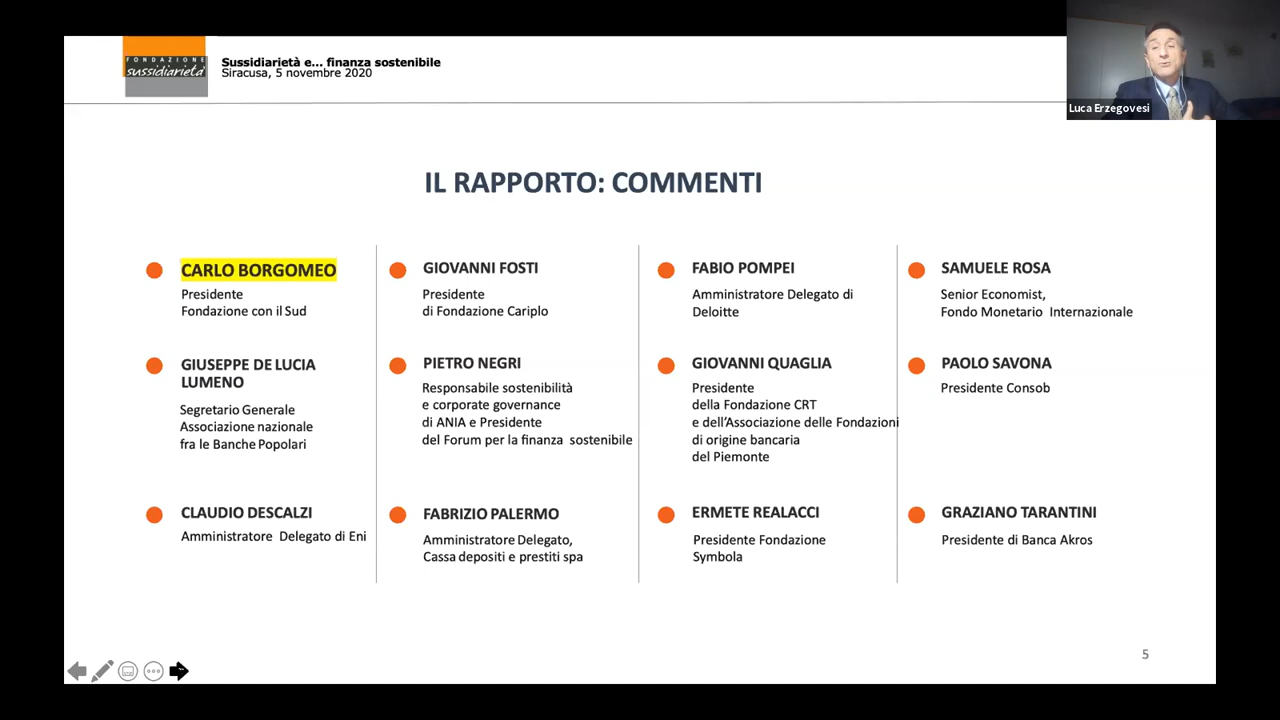 FONDAZIONE
sussidiarietà
Sussidiarietà e... finanza sostenibile
Siracusa, 5 novembre 2020
Luca Erzegovesi
IL RAPPORTO: COMMENTI
CARLO BORGOMEO
Presidente
Fondazione con il Sud
GIUSEPPE DE LUCIA
LUMENO
Segretario Generale
Associazione nazionale
fra le Banche Popolari
CLAUDIO DESCALZI
Amministratore Delegato di Eni
GIOVANNI FOSTI
Presidente
di Fondazione Cariplo
PIETRO NEGRI
Responsabile sostenibilità
e corporate governance
di ANIA e Presidente
del Forum per la finanza sostenibile
FABRIZIO PALERMO
Amministratore Delegato,
Cassa depositi e prestiti spa
FABIO POMPEI
Amministratore Delegato di
Deloitte
GIOVANNI QUAGLIA
Presidente
della Fondazione CRT
e dell'Associazione delle Fondazioni
di origine bancaria
del Piemonte
ERMETE REALACCI
Presidente Fondazione
Symbola
SAMUELE ROSA
Senior Economist,
Fondo Monetario Internazionale
PAOLO SAVONA
Presidente Consob
GRAZIANO TARANTINI
Presidente di Banca Akros
5